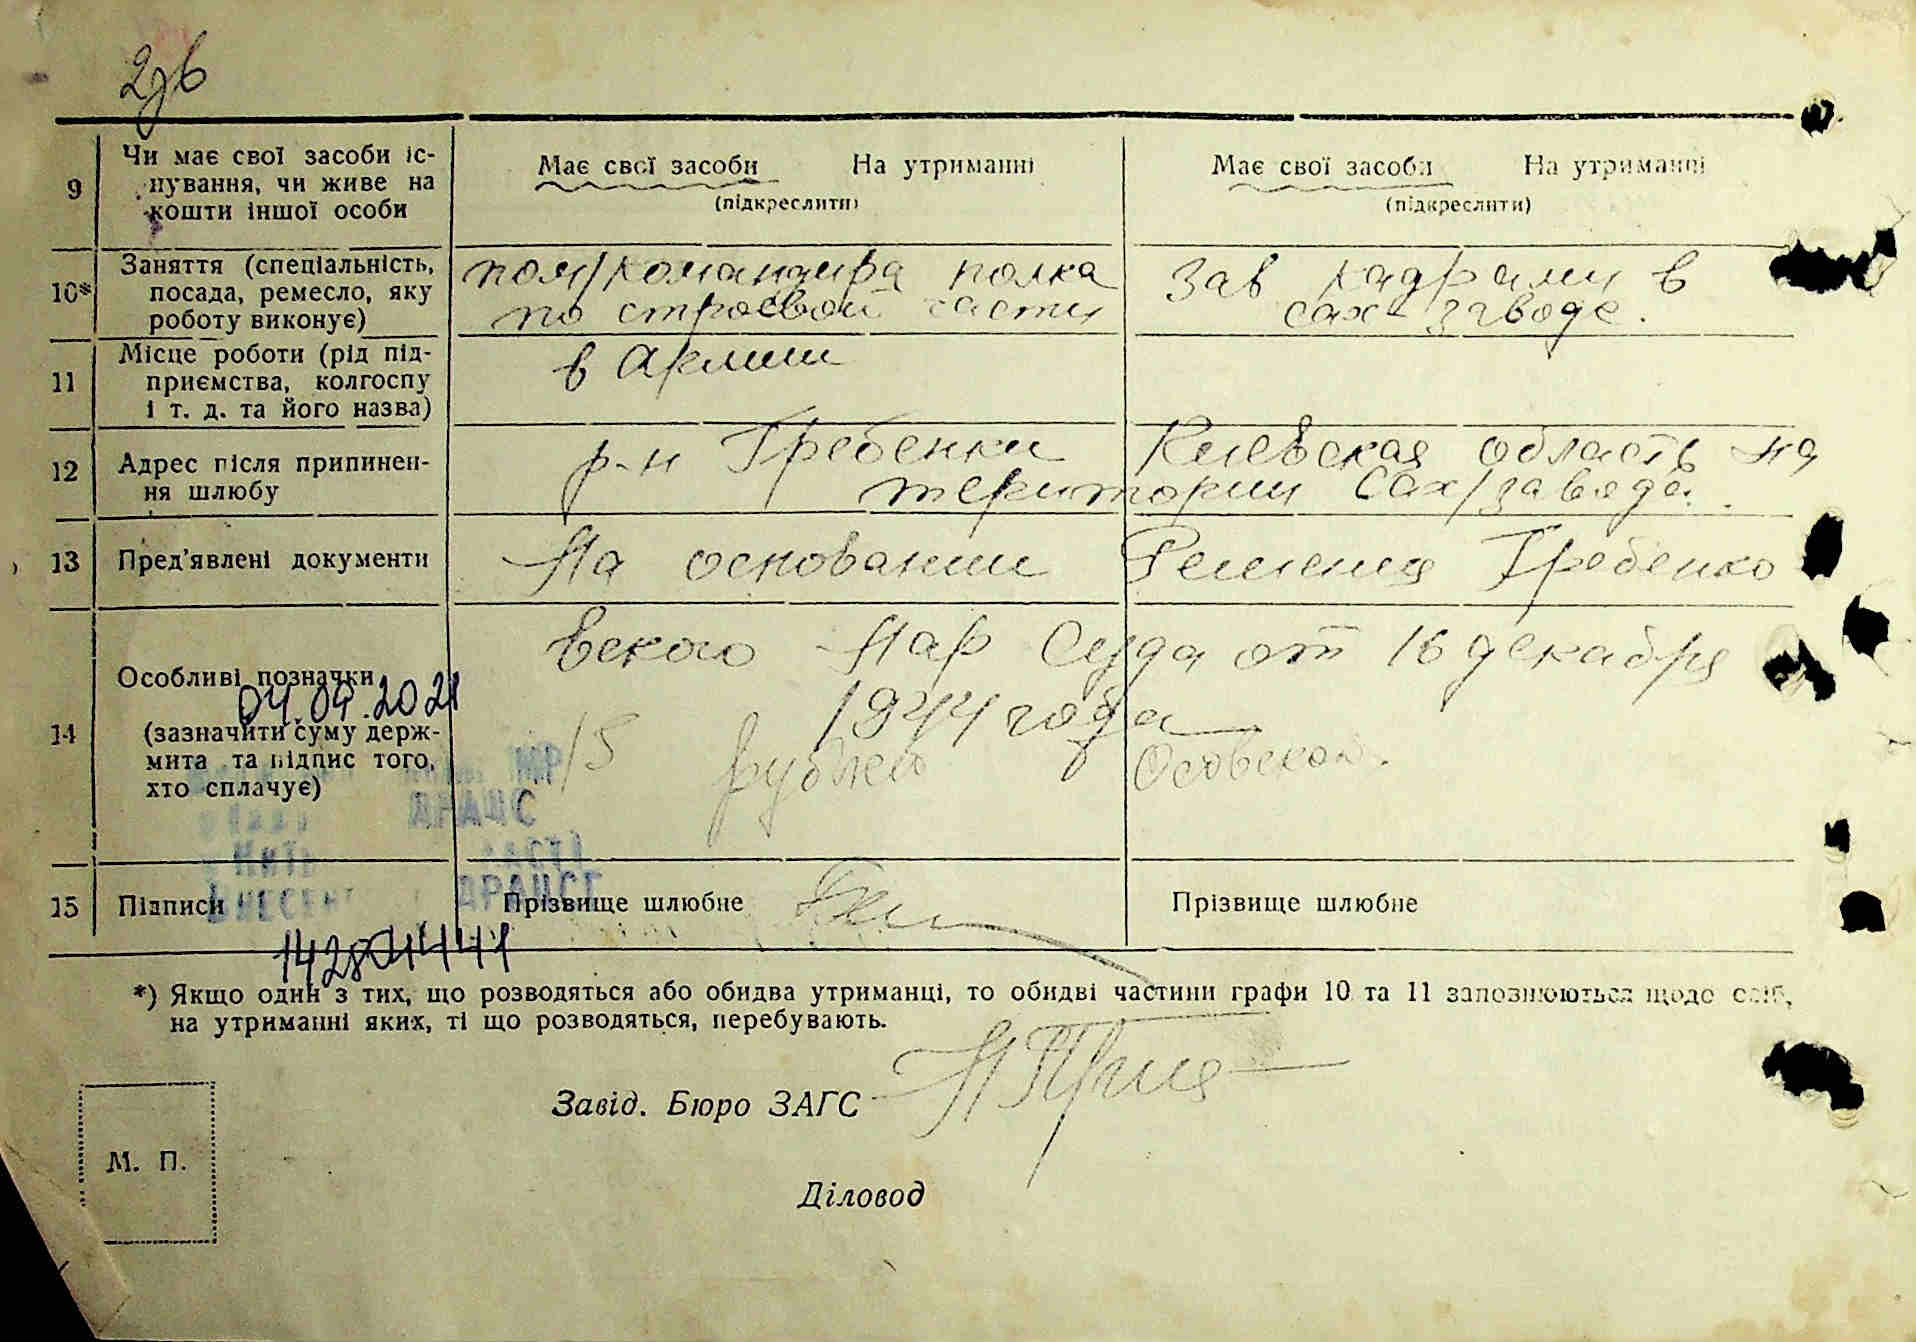 2зв
9 Чи має свої засоби іс-
нування, чи живе на
кошти іншої особи
Має свої засоби На утриманні
(підкреслити)
Має свої засоби На утриманні
(підкреслити)
10* Заняття (спеціальність,
посада, ремесло, яку
роботу виконує)
пом/командира полка
по строевой части
Зав кадрами в
сах-заводе.
11 Місце роботи (рід під-
приємства, колгоспу
і т. д. та його назва)
в Армии
12 Адрес після припинен-
ня шлюбу
р-н Гребенки Киевская область на
територии Сах/завода.
13 Пред'явлені документи
На основании Решения Гребенко
вского Нар Суда от 16 декабря
1944 года
14 Особливі позначки
04.04.2021
(зазначити суму держ-
мита та підпис того,
хто сплачує)
15 рублей Осовской.
ДРАЦС
15 Підписи
ДРАЦСГ
Прізвище шлюбне
Прізвище шлюбне
*) Якщо один з тих, що розводяться або обидва утриманці, то обидві частини графи 10 та 11 заповнюються щодо осіб,
на утриманні яких, ті що розводяться, перебувають.
Завід. Бюро ЗАГС
М. П.
Діловод